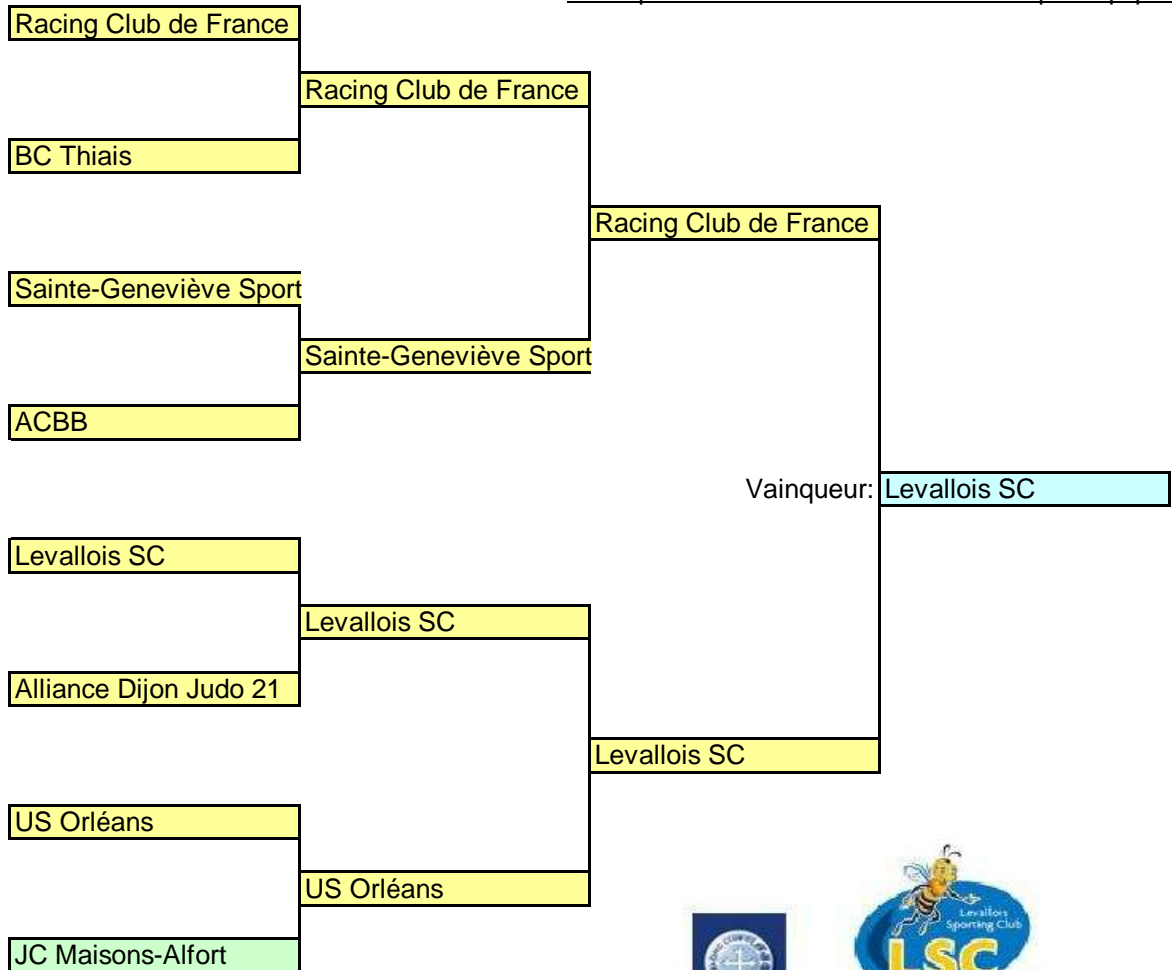 Racing Club de France
Racing Club de France
BC Thiais
Racing Club de France
Sainte-Geneviève Sport
Sainte-Geneviève Sport
ACBB
Vainqueur: Levallois SC
Levallois SC
Levallois SC
Alliance Dijon Judo 21
Levallois SC
US Orléans
US Orléans
Levallois
Sporting Club
LSC
JC Maisons-Alfort